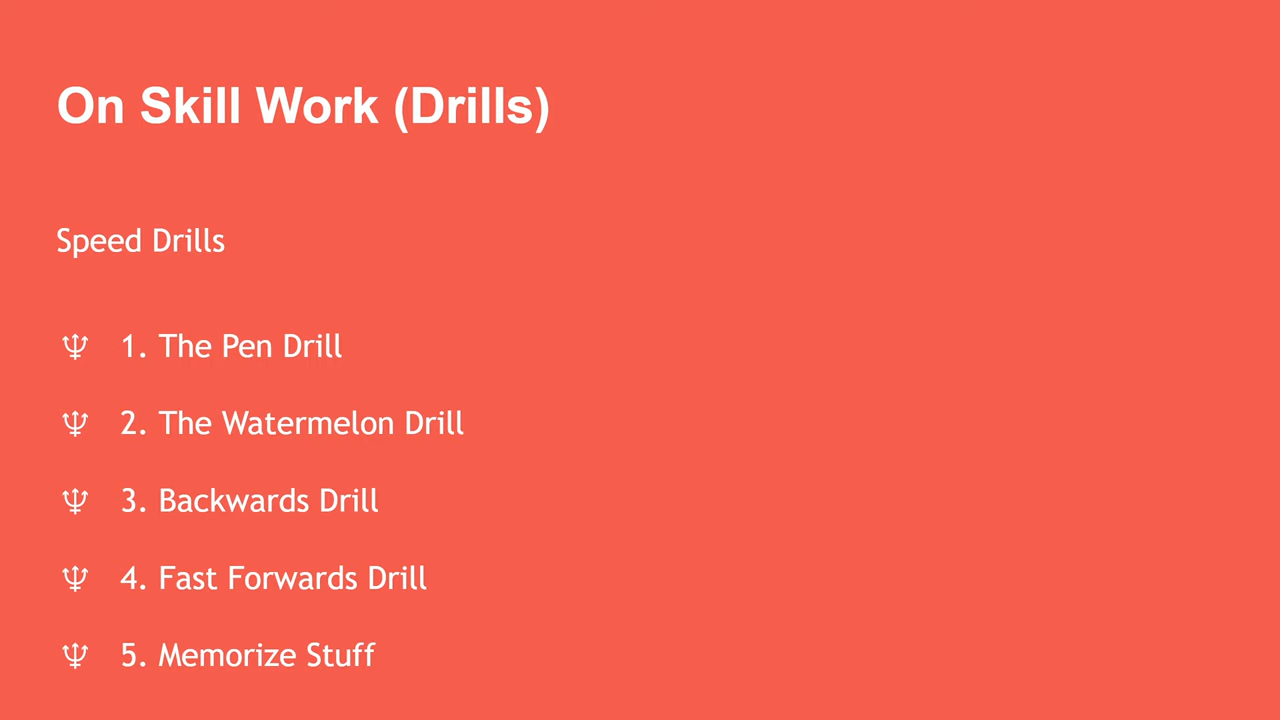 On Skill Work (Drills)
Speed Drills
♆ 1. The Pen Drill
♆ 2. The Watermelon Drill
♆ 3. Backwards Drill
♆ 4. Fast Forwards Drill
♆ 5. Memorize Stuff